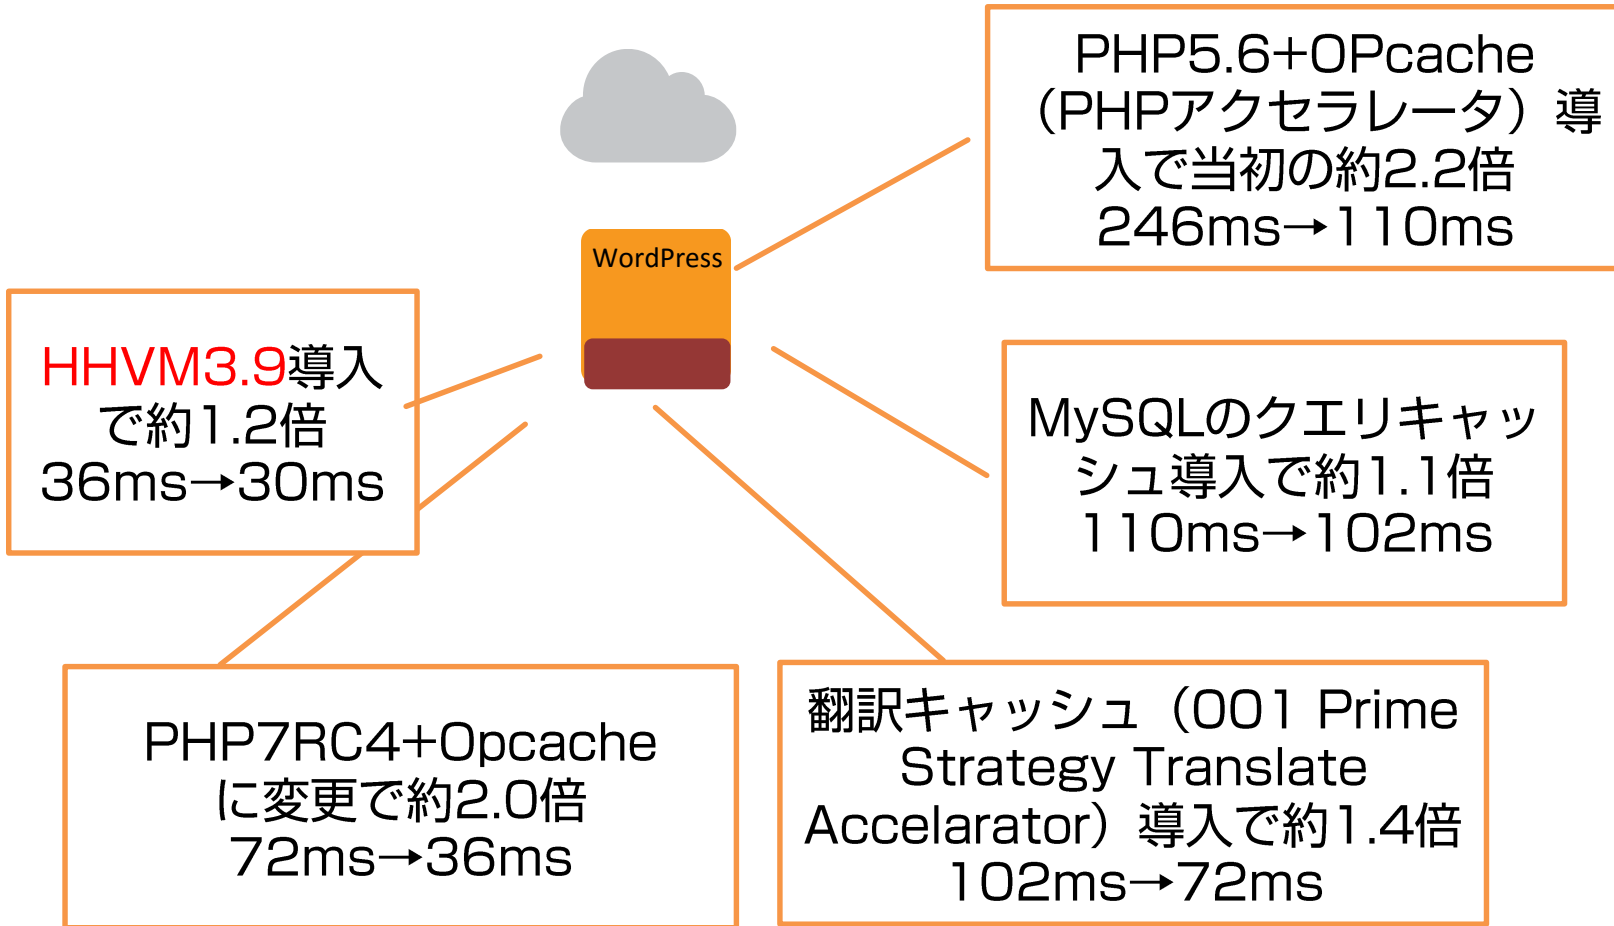 PHP5.6+OPcache
（PHPアクセラレータ）導
入で当初の約2.2倍
246ms→110ms
WordPress
HHVM3.9導入
で約1.2倍
36ms→30ms
MySQLのクエリキャッ
シュ導入で約1.1倍
110ms→102ms
PHP7RC4+Opcache
に変更で約2.0倍
72ms→36ms
翻訳キャッシュ（001 Prime
Strategy Translate
Accelarator）導入で約1.4倍
102ms→72ms